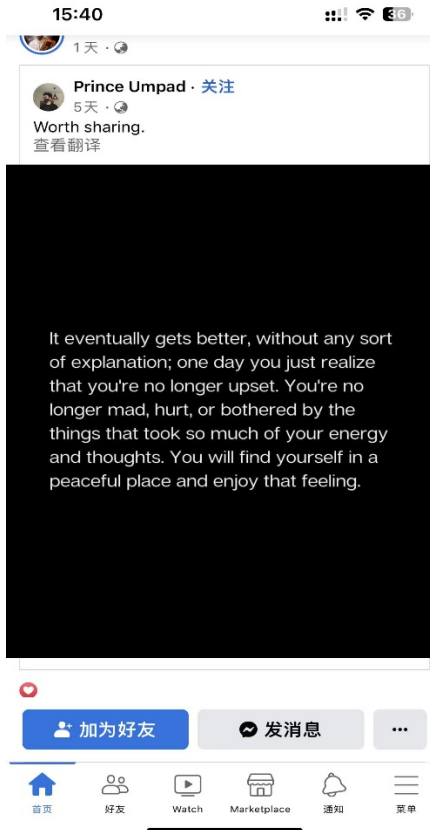 15:40
36
1天
Prince Umpad · 关注
5天
Worth sharing.
查看翻译
It eventually gets better, without any sort
of explanation; one day you just realize
that you're no longer upset. You're no
longer mad, hurt, or bothered by the
things that took so much of your energy
and thoughts. You will find yourself in a
peaceful place and enjoy that feeling.
加为好友 发消息
首页 好友 Watch Marketplace 通知 菜单